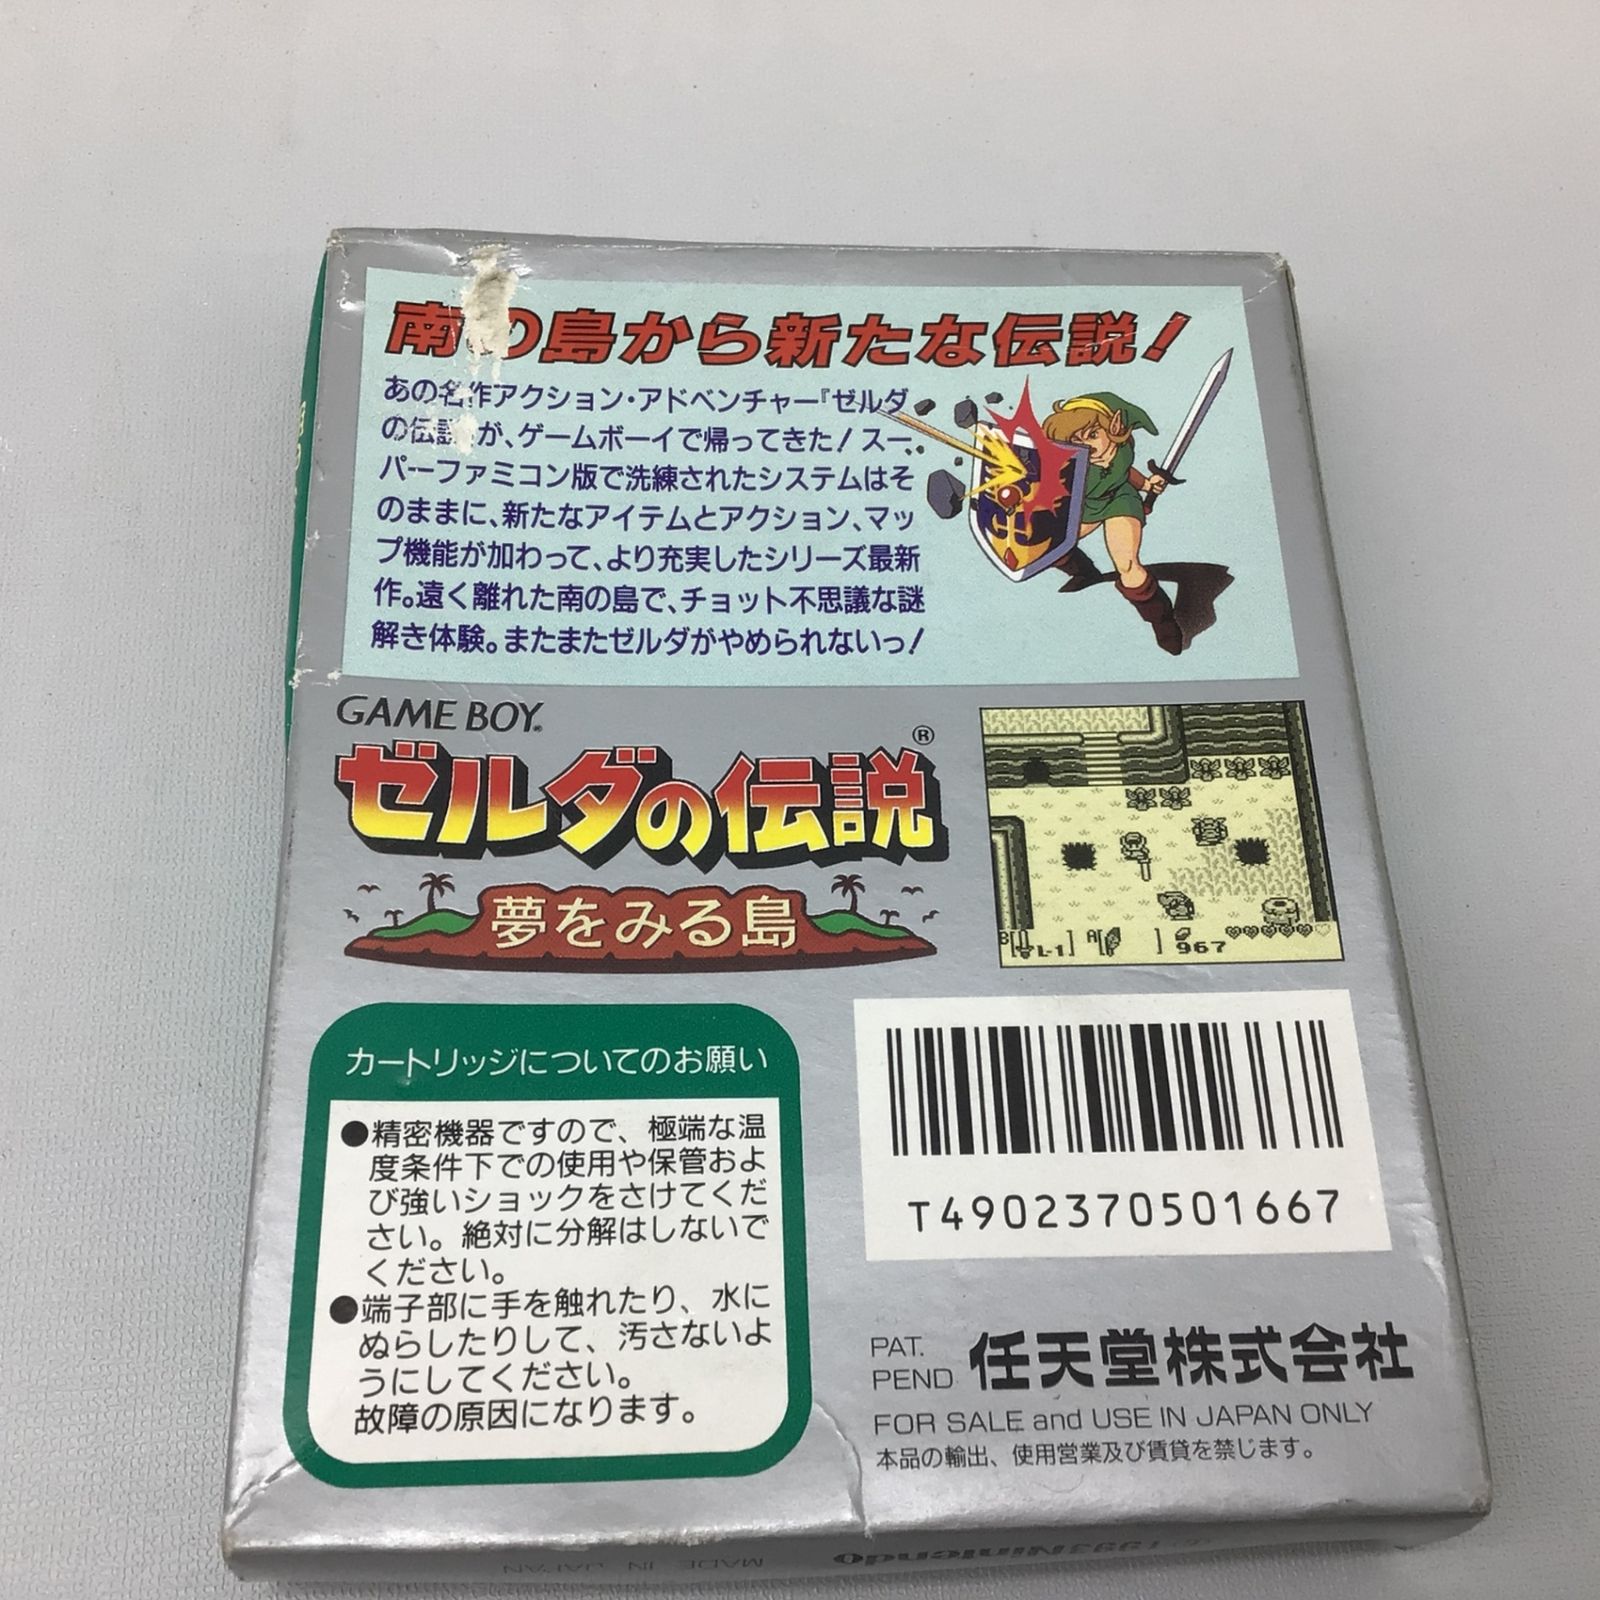 南の島から新たな伝説!
あの名作アクション・アドベンチャー『ゼルダ
の伝説』が、ゲームボーイで帰ってきた!スー
パーファミコン版で洗練されたシステムはそ
のままに、新たなアイテムとアクション、マッ
プ機能が加わって、より充実したシリーズ最新
作。遠く離れた南の島で、チョット不思議な謎
解き体験。またまたゼルダがやめられないっ!
GAME BOY
ゼルダの伝説®
夢をみる島
B[ L-1] A[ ] 967
カートリッジについてのお願い
●精密機器ですので、極端な温
度条件下での使用や保管およ
び強いショックをさけてくだ
さい。絶対に分解はしないで
ください。
●端子部に手を触れたり、水に
ぬらしたりして、汚さないよ
うにしてください。
故障の原因になります。
T4902370501667
PAT.
PEND 任天堂株式会社
FOR SALE and USE IN JAPAN ONLY
本品の輸出、使用営業及び賃貸を禁じます。
©1993 Nintendo
MADE IN JAPAN